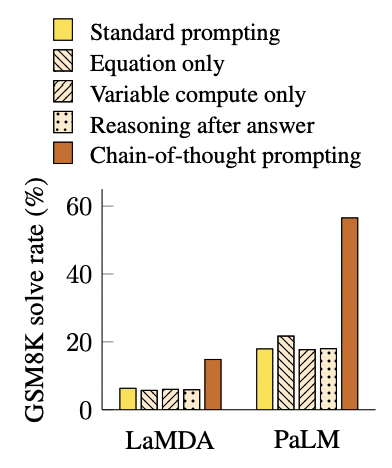 Standard prompting
Equation only
Variable compute only
Reasoning after answer
Chain-of-thought prompting
GSM8K solve rate (%)
60
40
20
0
LaMDA PaLM